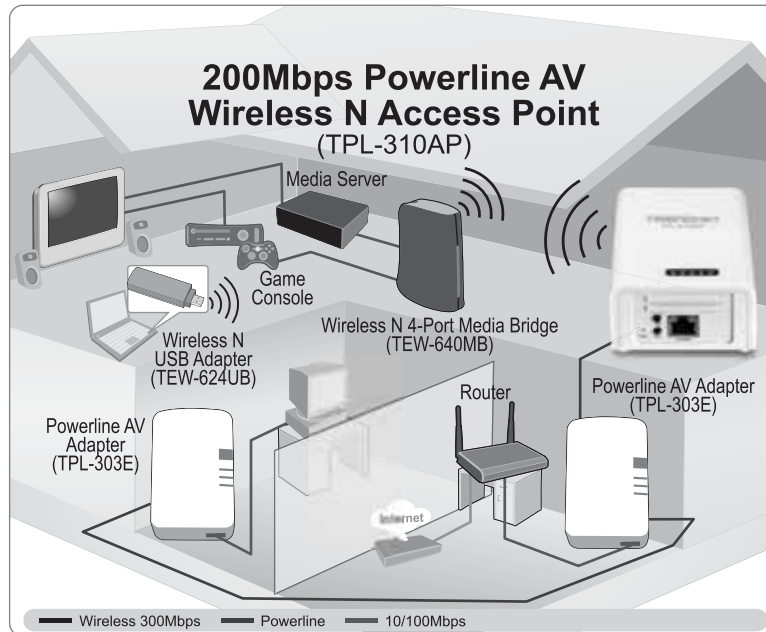 200Mbps Powerline AV
Wireless N Access Point
(TPL-310AP)
Media Server
TRENDNET
Game
Console
Wireless N
USB Adapter
(TEW-624UB)
Wireless N 4-Port Media Bridge
(TEW-640MB)
Powerline AV
Adapter
(TPL-303E)
Router
Powerline AV Adapter
(TPL-303E)
Internet
Wireless 300Mbps
Powerline
10/100Mbps